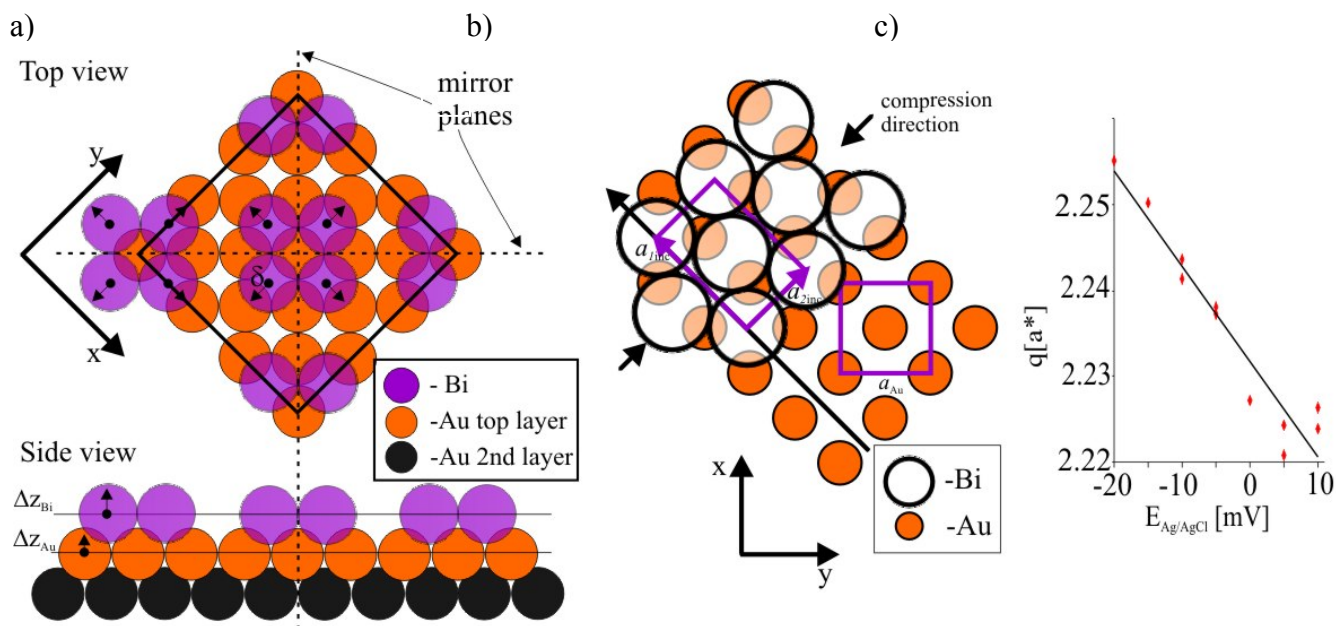 a)
Top view
mirror
planes
y
x
δ
- Bi
-Au top layer
-Au 2nd layer
Side view
Δz_Bi
Δz_Au
b)
compression
direction
a_1inc
a_2inc
a_Au
x
y
-Bi
-Au
c)
q[a*]
2.25
2.24
2.23
2.22
-20
-10
0
10
E_Ag/AgCl [mV]